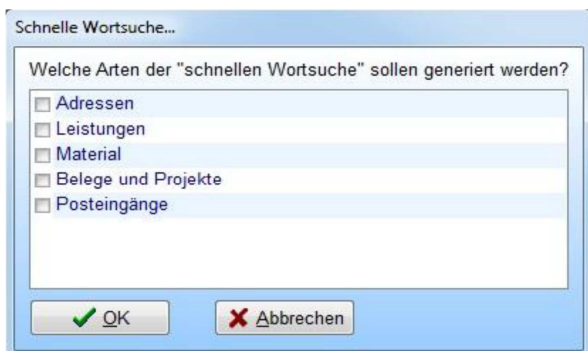 Schnelle Wortsuche...
Welche Arten der "schnellen Wortsuche" sollen generiert werden?
Adressen
Leistungen
Material
Belege und Projekte
Posteingänge
OK
Abbrechen